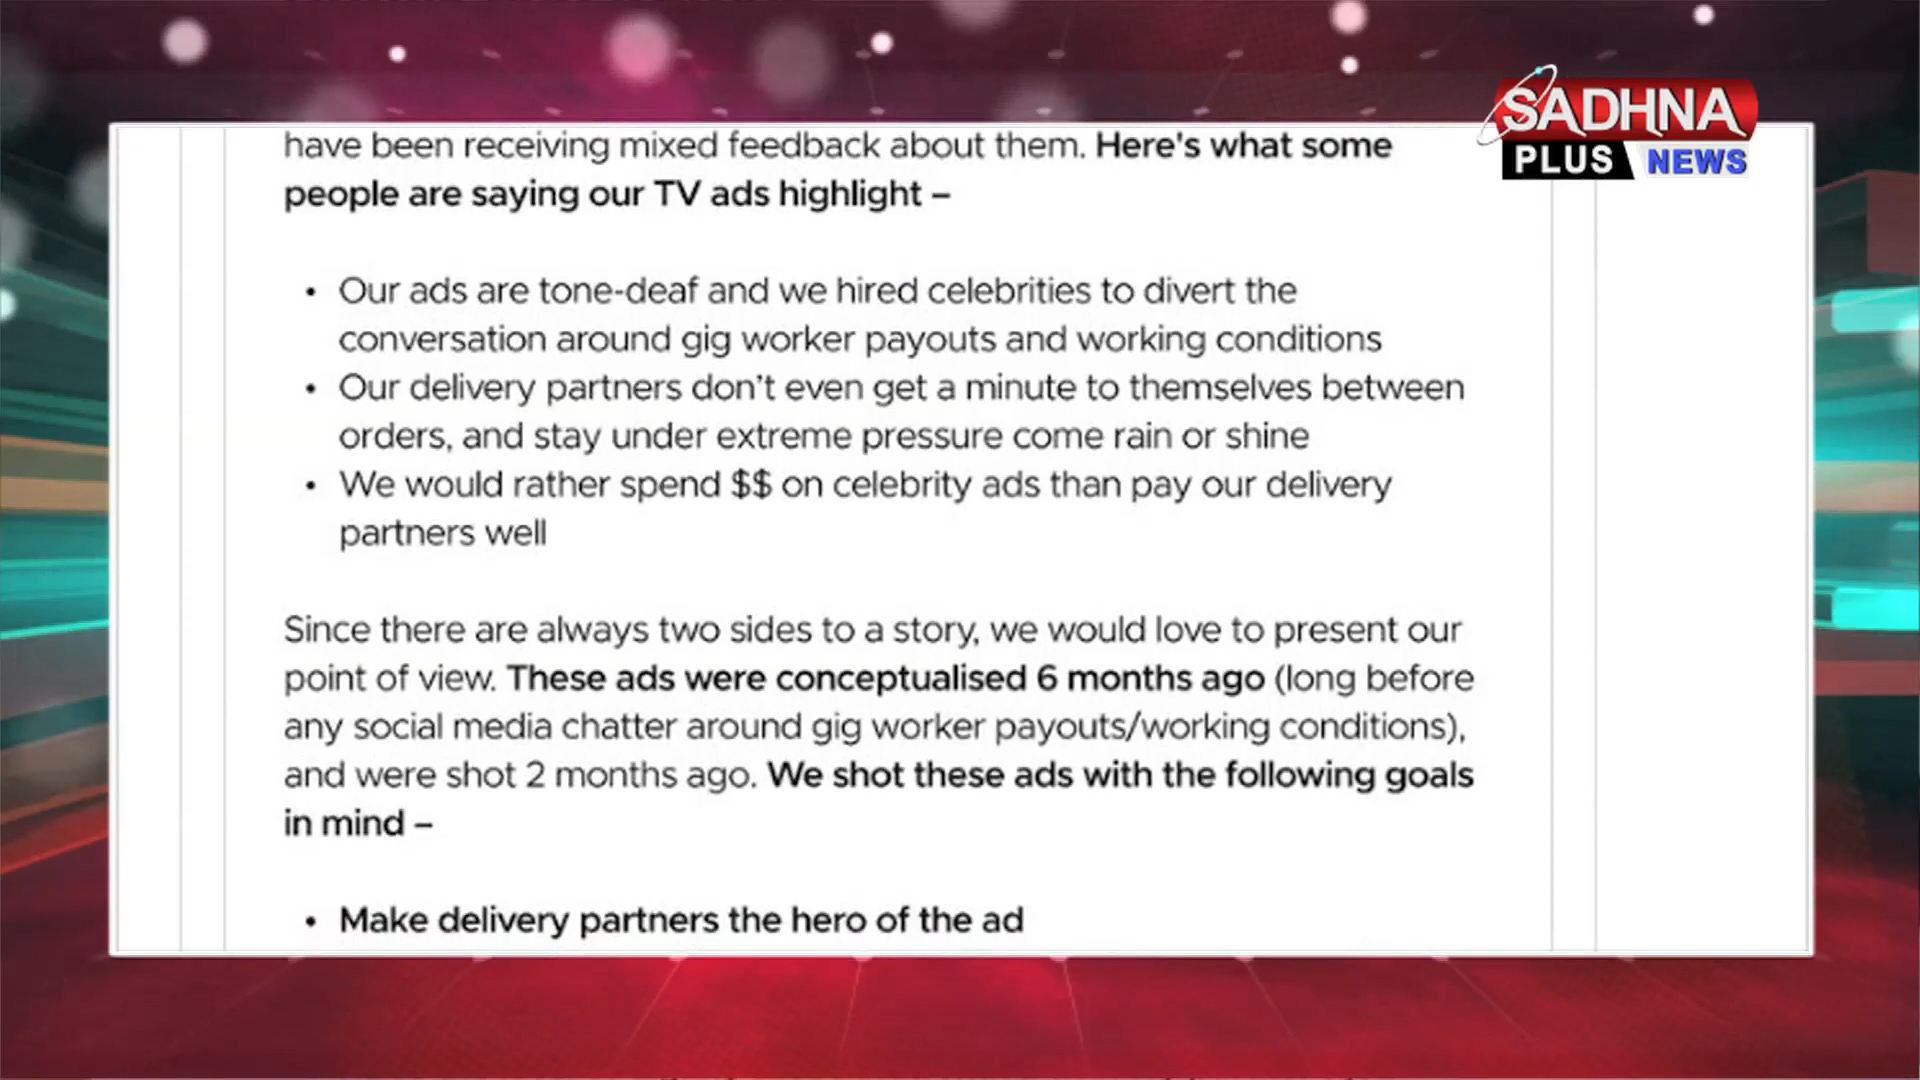 SADHNA
PLUS NEWS
have been receiving mixed feedback about them. Here's what some
people are saying our TV ads highlight –
• Our ads are tone-deaf and we hired celebrities to divert the
conversation around gig worker payouts and working conditions
• Our delivery partners don’t even get a minute to themselves between
orders, and stay under extreme pressure come rain or shine
• We would rather spend $$ on celebrity ads than pay our delivery
partners well
Since there are always two sides to a story, we would love to present our
point of view. These ads were conceptualised 6 months ago (long before
any social media chatter around gig worker payouts/working conditions),
and were shot 2 months ago. We shot these ads with the following goals
in mind –
• Make delivery partners the hero of the ad